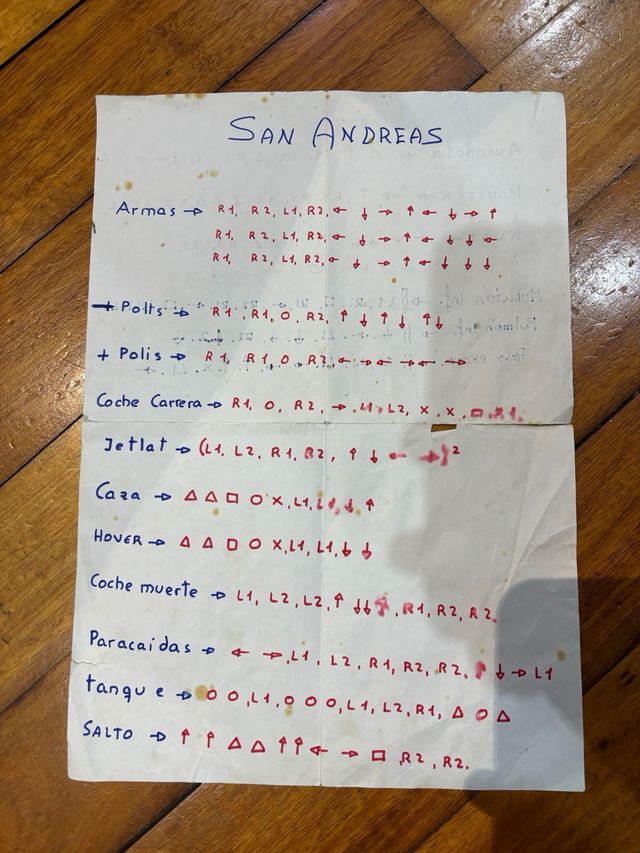 SAN ANDREAS
Armas → R1, R2, L1, R2, ← ↓ → ↑ ← ↓ → ↑
R1, R2, L1, R2, ← ↓ → ↑ ← ↓ ↓ ←
R1, R2, L1, R2, ← ↓ → ↑ ← ↓ ↓ ↓
Polis → R1, R1, O, R2, ↑ ↓ ↑ ↓ ↑ ↓
+ Polis → R1, R1 O, R2 ← → ← → ← →
Coche Carrera → R1, O, R2, →, L1, L2, X, X, □, R1,
Jetlat → (L1, L2, R1, R2, ↑ ↓ ← →)²
Caza → △ △ □ O X, L1, L1, ↓ ↑
HOVER → △ △ □ O X, L1, L1, ↓ ↓
Coche muerte → L1, L2, L2, ↑ ↓ ↓ ↑, R1, R2, R2.
Paracaidas → ← →, L1, L2, R1, R2, R2, ↑ ↓ → L1
tanque → O O, L1, O O O, L1, L2, R1, △ O △
SALTO → ↑ ↑ △ △ ↑ ↑ ← → □, R2, R2.